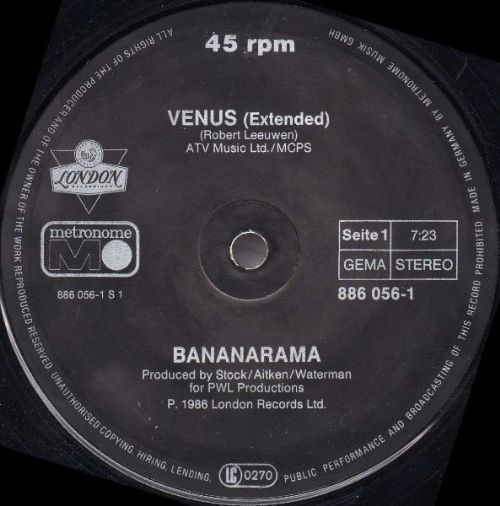 45 rpm
VENUS (Extended)
(Robert Leeuwen)
ATV Music Ltd./MCPS
LONDON
RECORDINGS
metronome
M
886 056-1 S 1
Seite 1 7:23
GEMA STEREO
886 056-1
BANANARAMA
Produced by Stock/Aitken/Waterman
for PWL Productions
P. 1986 London Records Ltd.
LC 0270
ALL RIGHTS OF THE PRODUCER AND OF THE OWNER OF THE WORK REPRODUCED RESERVED. UNAUTHORISED COPYING, HIRING, LENDING, PUBLIC PERFORMANCE AND BROADCASTING OF THIS RECORD PROHIBITED. MADE IN GERMANY BY METRONOME MUSIK GMBH